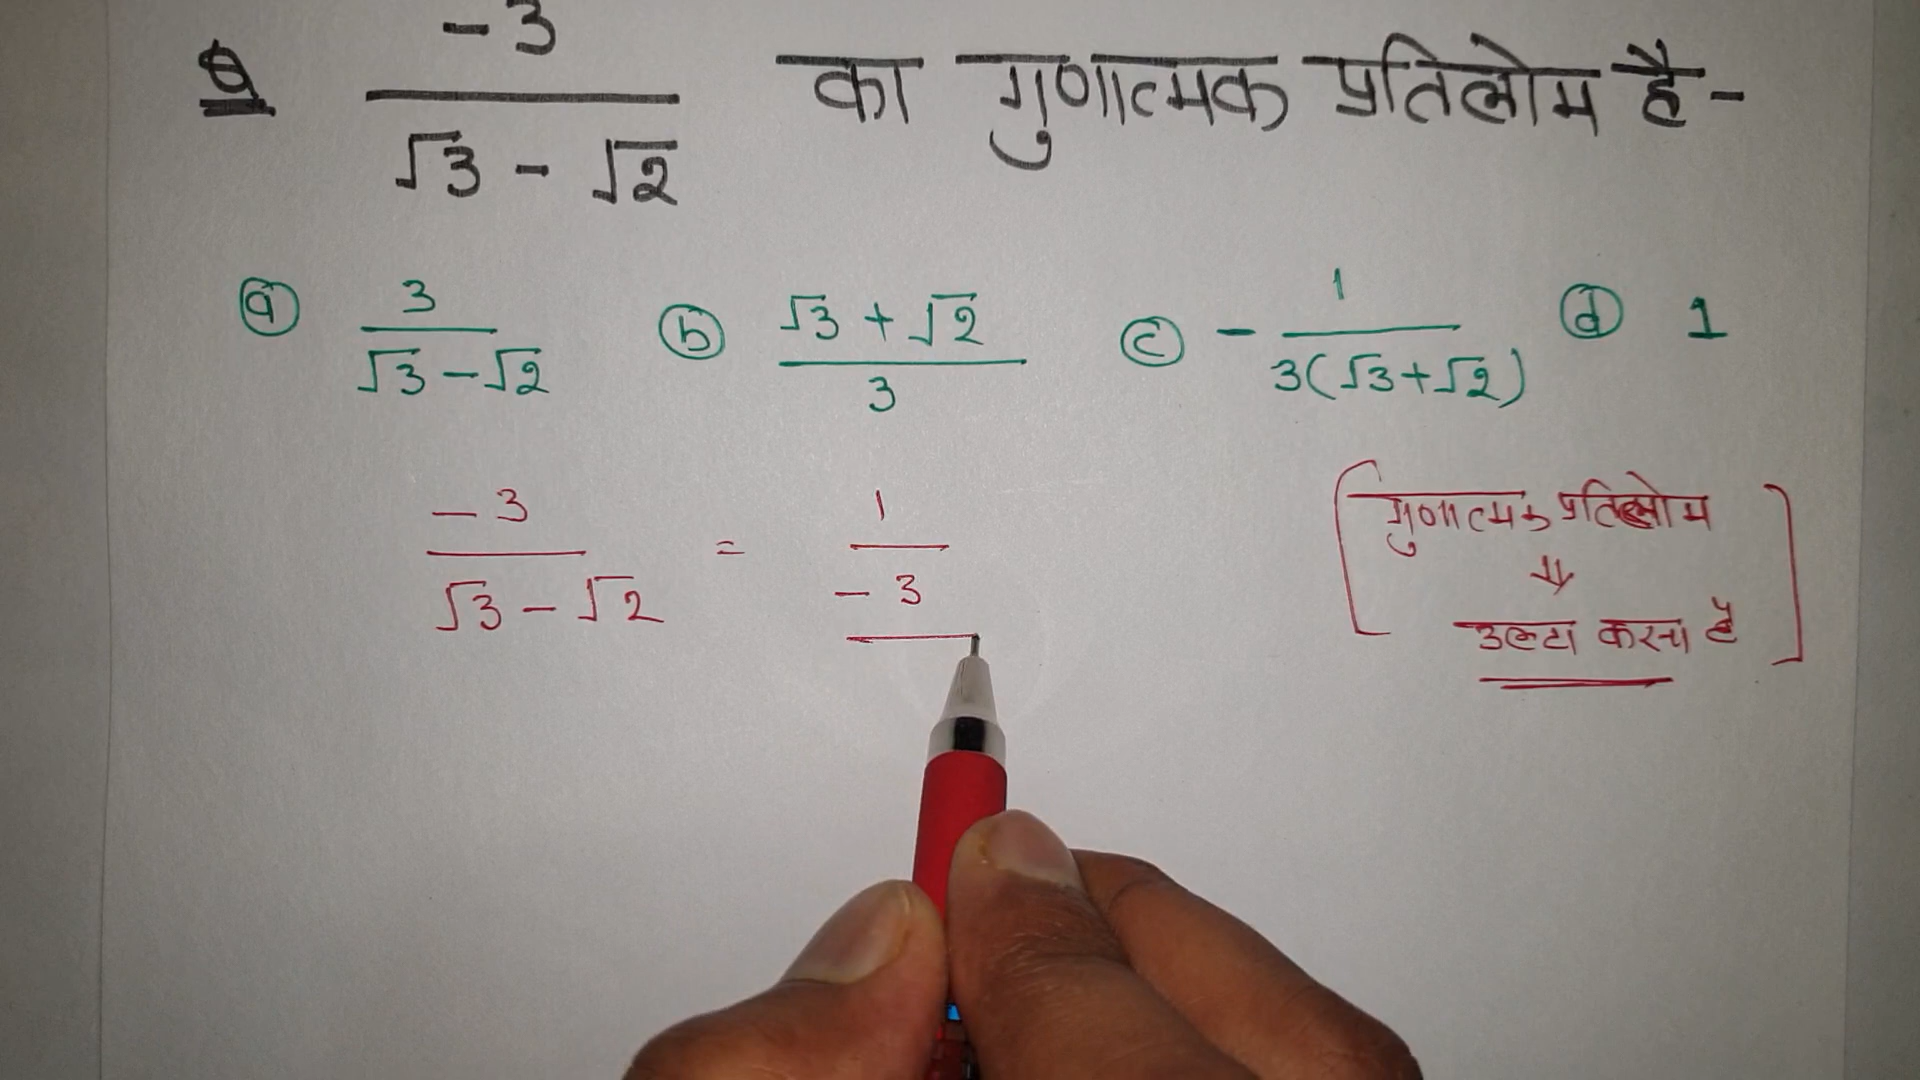 Q -3/(√3 - √2) का गुणात्मक प्रतिलोम है -
(a) 3/(√3-√2) (b) (√3+√2)/3 (c) - 1/(3(√3+√2)) (d) 1
-3/(√3-√2) = 1/-3
[गुणात्मक प्रतिलोम
⇓
उल्टा करना है]